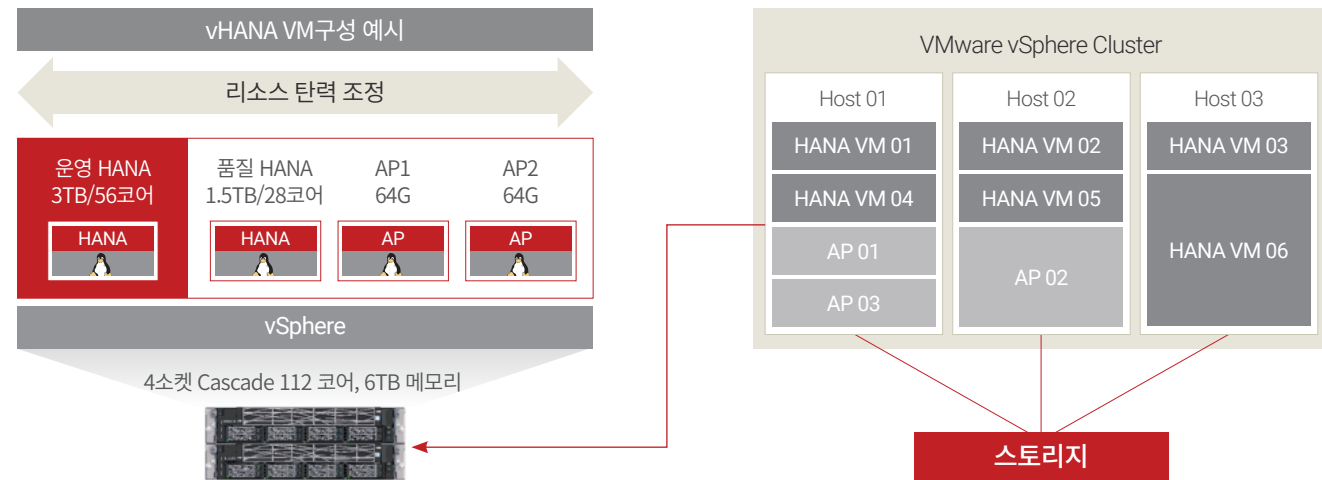 vHANA VM구성 예시
리소스 탄력 조정
운영 HANA
3TB/56코어
HANA
품질 HANA
1.5TB/28코어
HANA
AP1
64G
AP
AP2
64G
AP
vSphere
4소켓 Cascade 112 코어, 6TB 메모리
VMware vSphere Cluster
Host 01
HANA VM 01
HANA VM 04
AP 01
AP 03
Host 02
HANA VM 02
HANA VM 05
AP 02
Host 03
HANA VM 03
HANA VM 06
스토리지